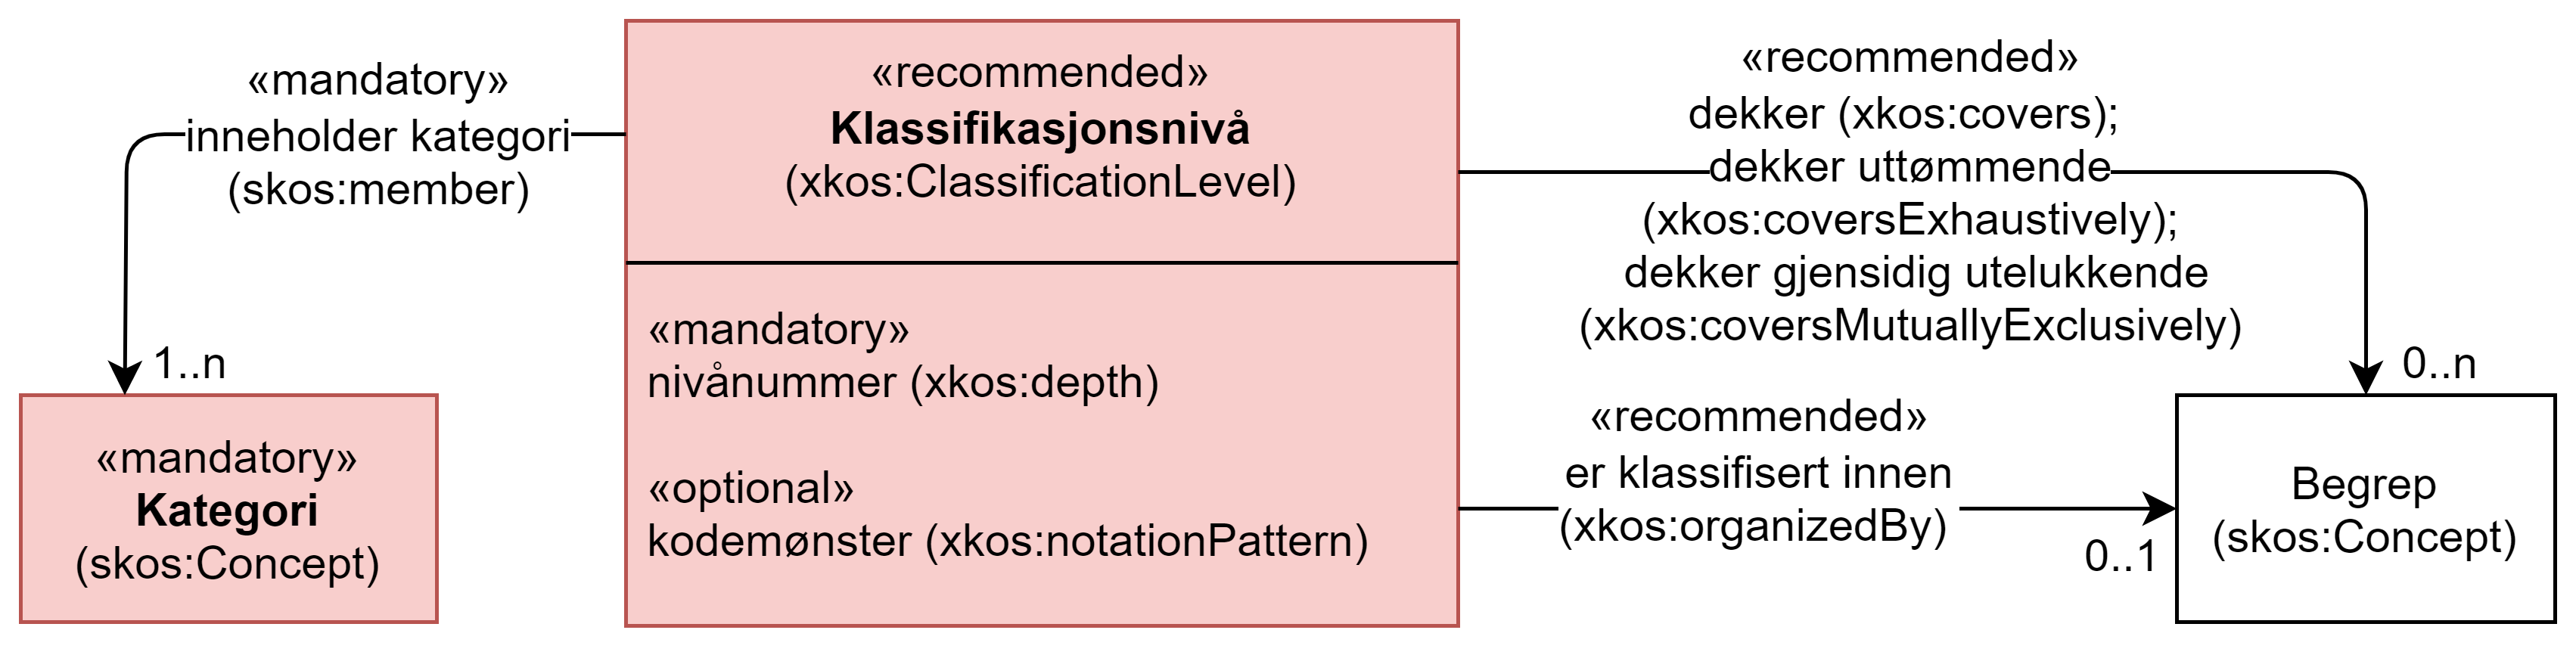 «mandatory»
inneholder kategori
(skos:member)
1..n
«mandatory»
Kategori
(skos:Concept)
«recommended»
Klassifikasjonsnivå
(xkos:ClassificationLevel)
«mandatory»
nivånummer (xkos:depth)
«optional»
kodemønster (xkos:notationPattern)
«recommended»
dekker (xkos:covers);
dekker uttømmende
(xkos:coversExhaustively);
dekker gjensidig utelukkende
(xkos:coversMutuallyExclusively)
0..n
«recommended»
er klassifisert innen
(xkos:organizedBy)
0..1
Begrep
(skos:Concept)